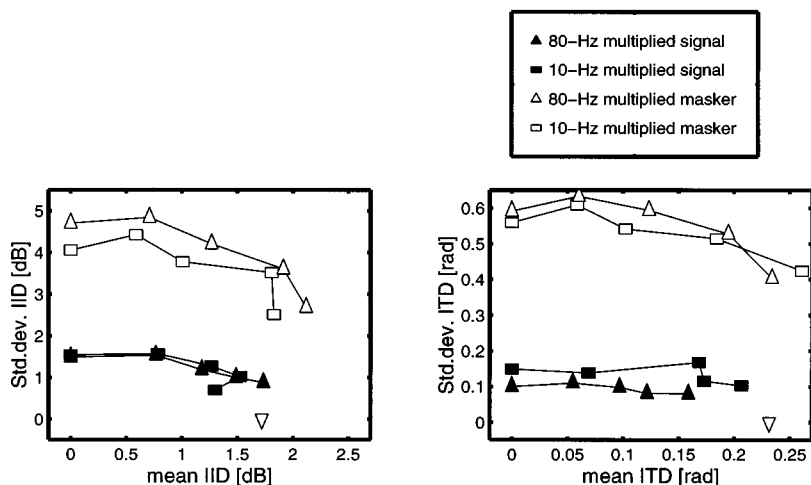 80-Hz multiplied signal
10-Hz multiplied signal
80-Hz multiplied masker
10-Hz multiplied masker
Std.dev. IID [dB]
5
4
3
2
1
0
0 0.5 1 1.5 2 2.5
mean IID [dB]
Std.dev. ITD [rad]
0.6
0.5
0.4
0.3
0.2
0.1
0
0 0.05 0.1 0.15 0.2 0.25
mean ITD [rad]